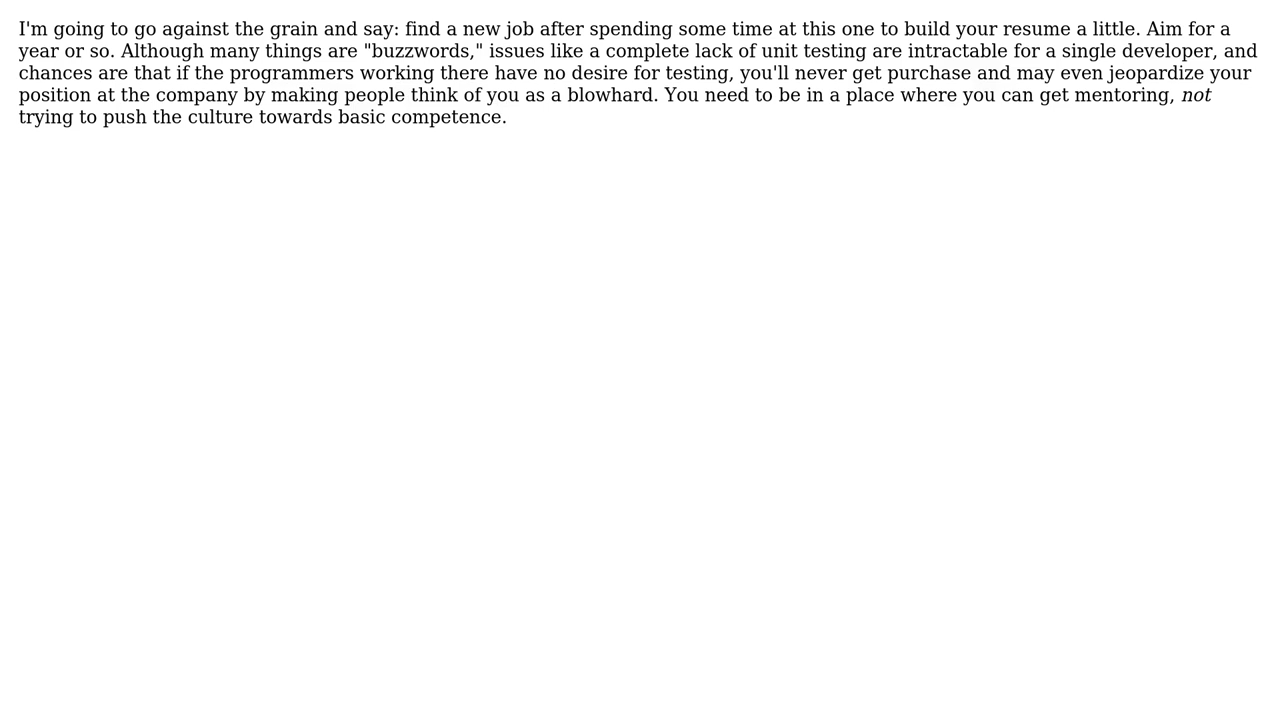 I'm going to go against the grain and say: find a new job after spending some time at this one to build your resume a little. Aim for a
year or so. Although many things are "buzzwords," issues like a complete lack of unit testing are intractable for a single developer, and
chances are that if the programmers working there have no desire for testing, you'll never get purchase and may even jeopardize your
position at the company by making people think of you as a blowhard. You need to be in a place where you can get mentoring, not
trying to push the culture towards basic competence.